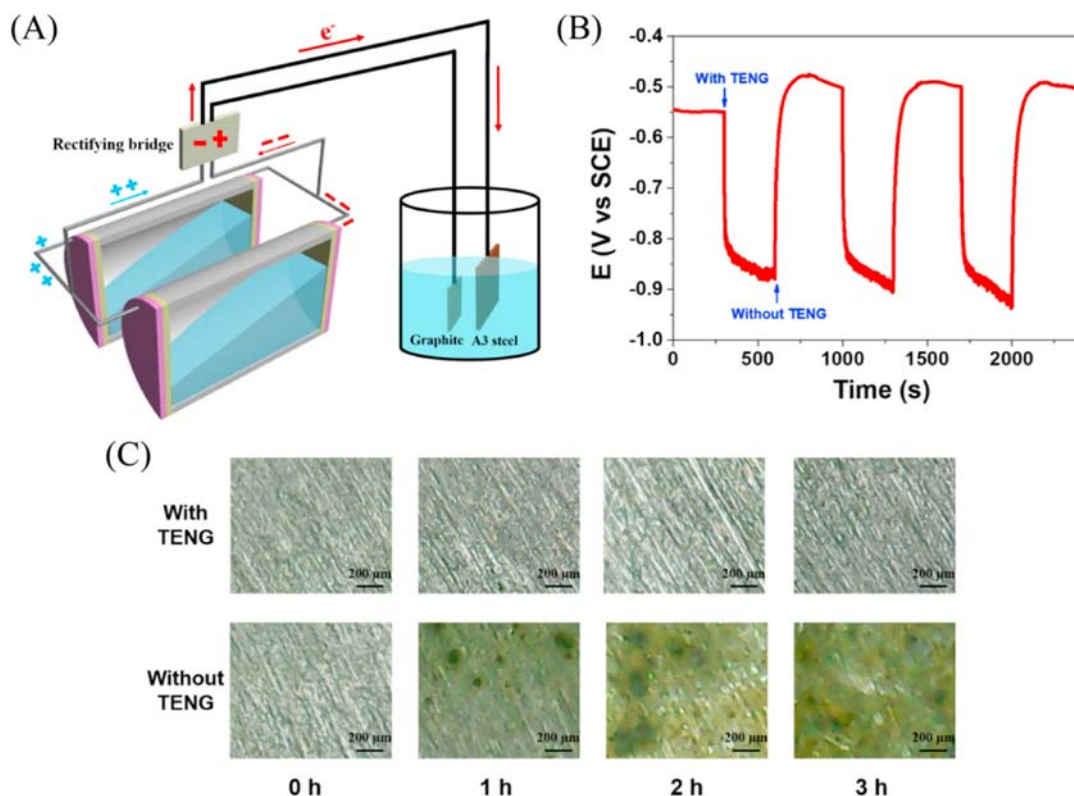 (A)
e⁻
Rectifying bridge
- +
- -
+ +
- -
+ +
Graphite
A3 steel
(B)
E (V vs SCE)
-0.4
-0.5
-0.6
-0.7
-0.8
-0.9
-1.0
With TENG
Without TENG
0 500 1000 1500 2000
Time (s)
(C)
With
TENG
200 μm
200 μm
200 μm
200 μm
Without
TENG
200 μm
200 μm
200 μm
200 μm
0 h
1 h
2 h
3 h